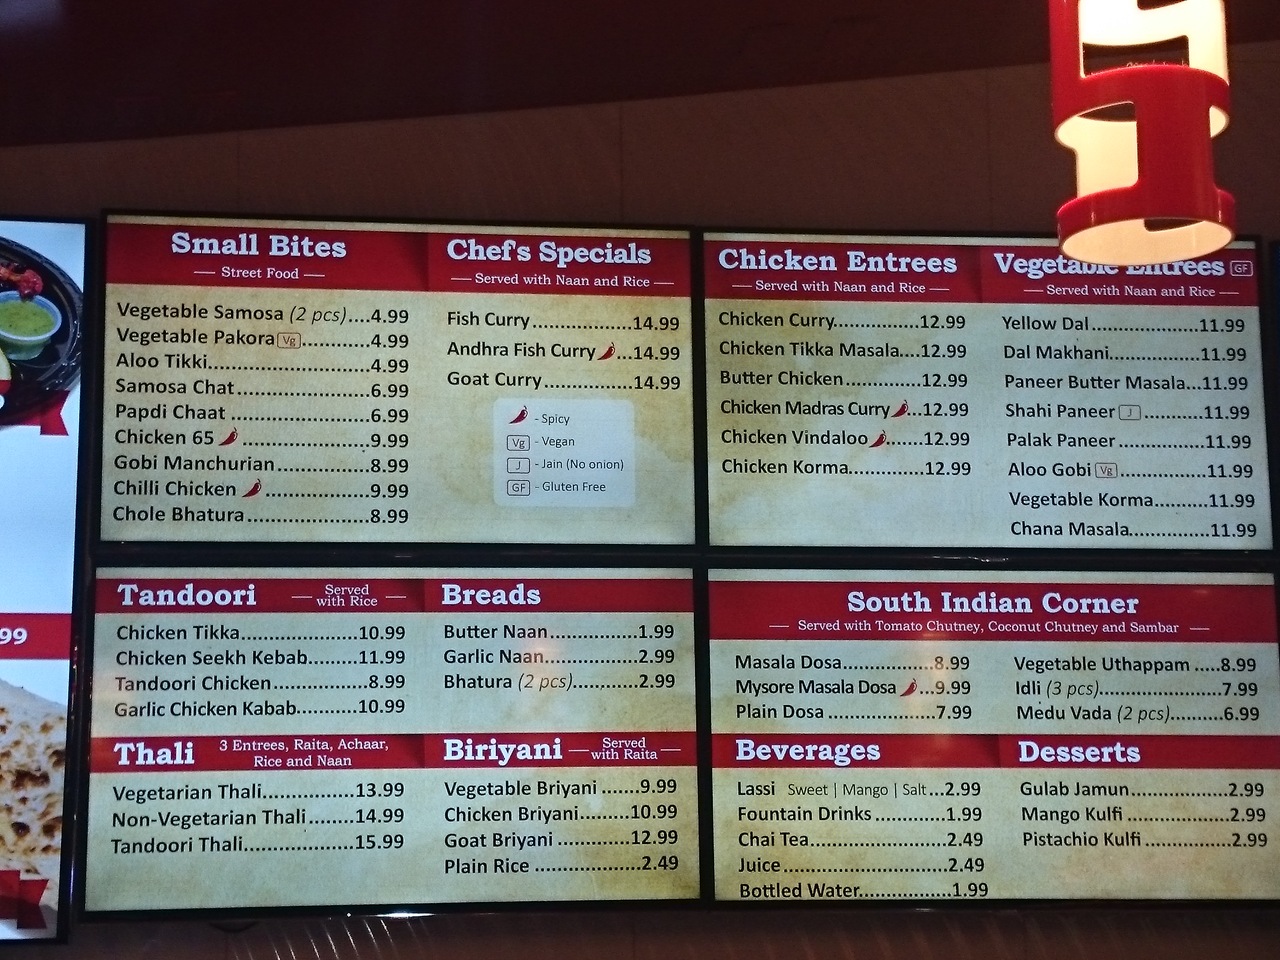 Small Bites
Street Food
Vegetable Samosa (2 pcs)....4.99
Vegetable Pakora Vg............4.99
Aloo Tikki...........................4.99
Samosa Chat.......................6.99
Papdi Chaat.......................6.99
Chicken 65.......................9.99
Gobi Manchurian...............8.99
Chilli Chicken....................9.99
Chole Bhatura....................8.99
Chef's Specials
Served with Naan and Rice
Fish Curry....................14.99
Andhra Fish Curry...14.99
Goat Curry..................14.99
- Spicy
Vg - Vegan
J - Jain (No onion)
GF - Gluten Free
Chicken Entrees
Served with Naan and Rice
Chicken Curry.................12.99
Chicken Tikka Masala....12.99
Butter Chicken...............12.99
Chicken Madras Curry...12.99
Chicken Vindaloo.......12.99
Chicken Korma...............12.99
Vegetable Entrees GF
Served with Naan and Rice
Yellow Dal......................11.99
Dal Makhani..................11.99
Paneer Butter Masala...11.99
Shahi Paneer J............11.99
Palak Paneer..................11.99
Aloo Gobi Vg..................11.99
Vegetable Korma...........11.99
Chana Masala................11.99
Tandoori
Served
with Rice
Chicken Tikka.......................10.99
Chicken Seekh Kebab..........11.99
Tandoori Chicken...................8.99
Garlic Chicken Kabab...........10.99
Breads
Butter Naan..................1.99
Garlic Naan...................2.99
Bhatura (2 pcs)..............2.99
Thali
3 Entrees, Raita, Achaar,
Rice and Naan
Vegetarian Thali..................13.99
Non-Vegetarian Thali........14.99
Tandoori Thali......................15.99
Biriyani
Served
with Raita
Vegetable Briyani.......9.99
Chicken Briyani..........10.99
Goat Briyani...............12.99
Plain Rice....................2.49
South Indian Corner
Served with Tomato Chutney, Coconut Chutney and Sambar
Masala Dosa..................8.99
Mysore Masala Dosa...9.99
Plain Dosa.....................7.99
Vegetable Uthappam.....8.99
Idli (3 pcs).......................7.99
Medu Vada (2 pcs)..........6.99
Beverages
Lassi Sweet | Mango | Salt...2.99
Fountain Drinks..................1.99
Chai Tea............................2.49
Juice.................................2.49
Bottled Water.................1.99
Desserts
Gulab Jamun..................2.99
Mango Kulfi...................2.99
Pistachio Kulfi................2.99
99